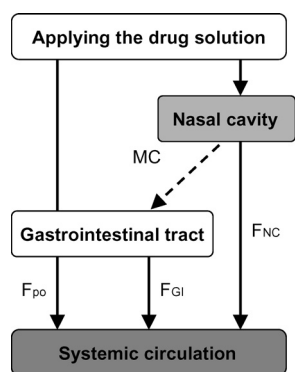 Applying the drug solution
Nasal cavity
MC
Gastrointestinal tract
FNC
Fpo
FGI
Systemic circulation